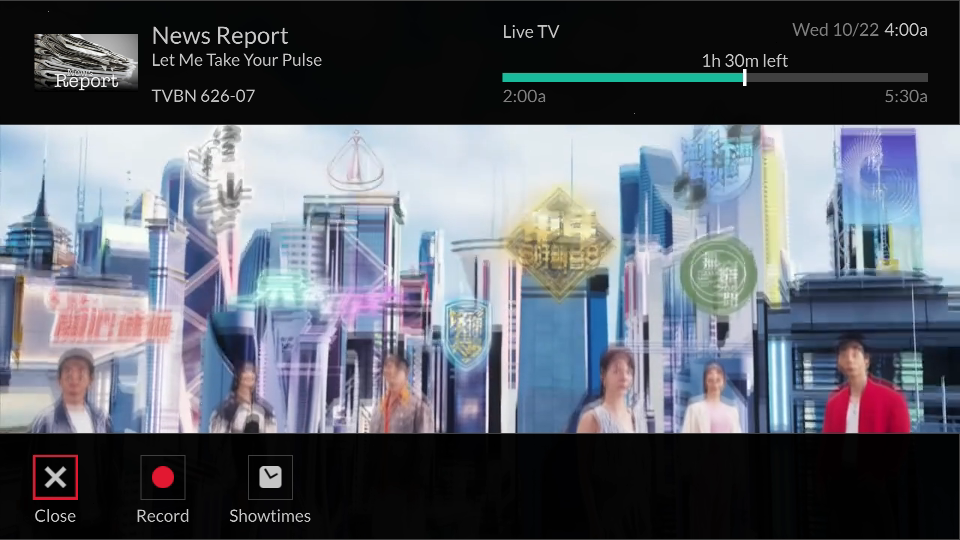 News Report
Let Me Take Your Pulse
TVBN 626-07
Report
Live TV
Wed 10/22 4:00a
1h 30m left
2:00a
5:30a
Close
Record
Showtimes